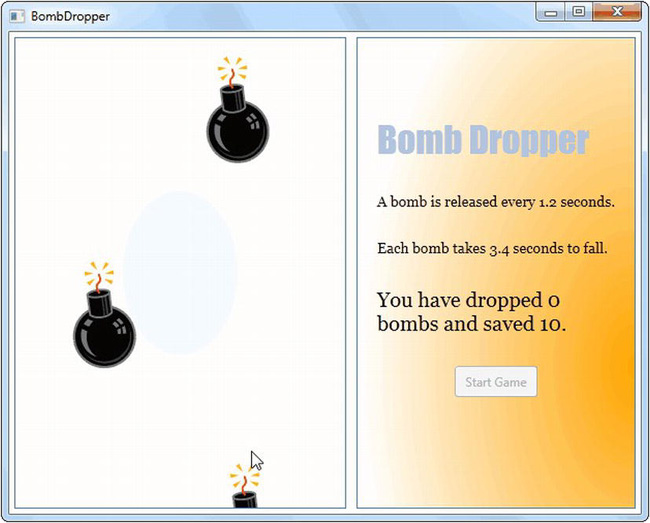 BombDropper
Bomb Dropper
A bomb is released every 1.2 seconds.
Each bomb takes 3.4 seconds to fall.
You have dropped 0
bombs and saved 10.
Start Game